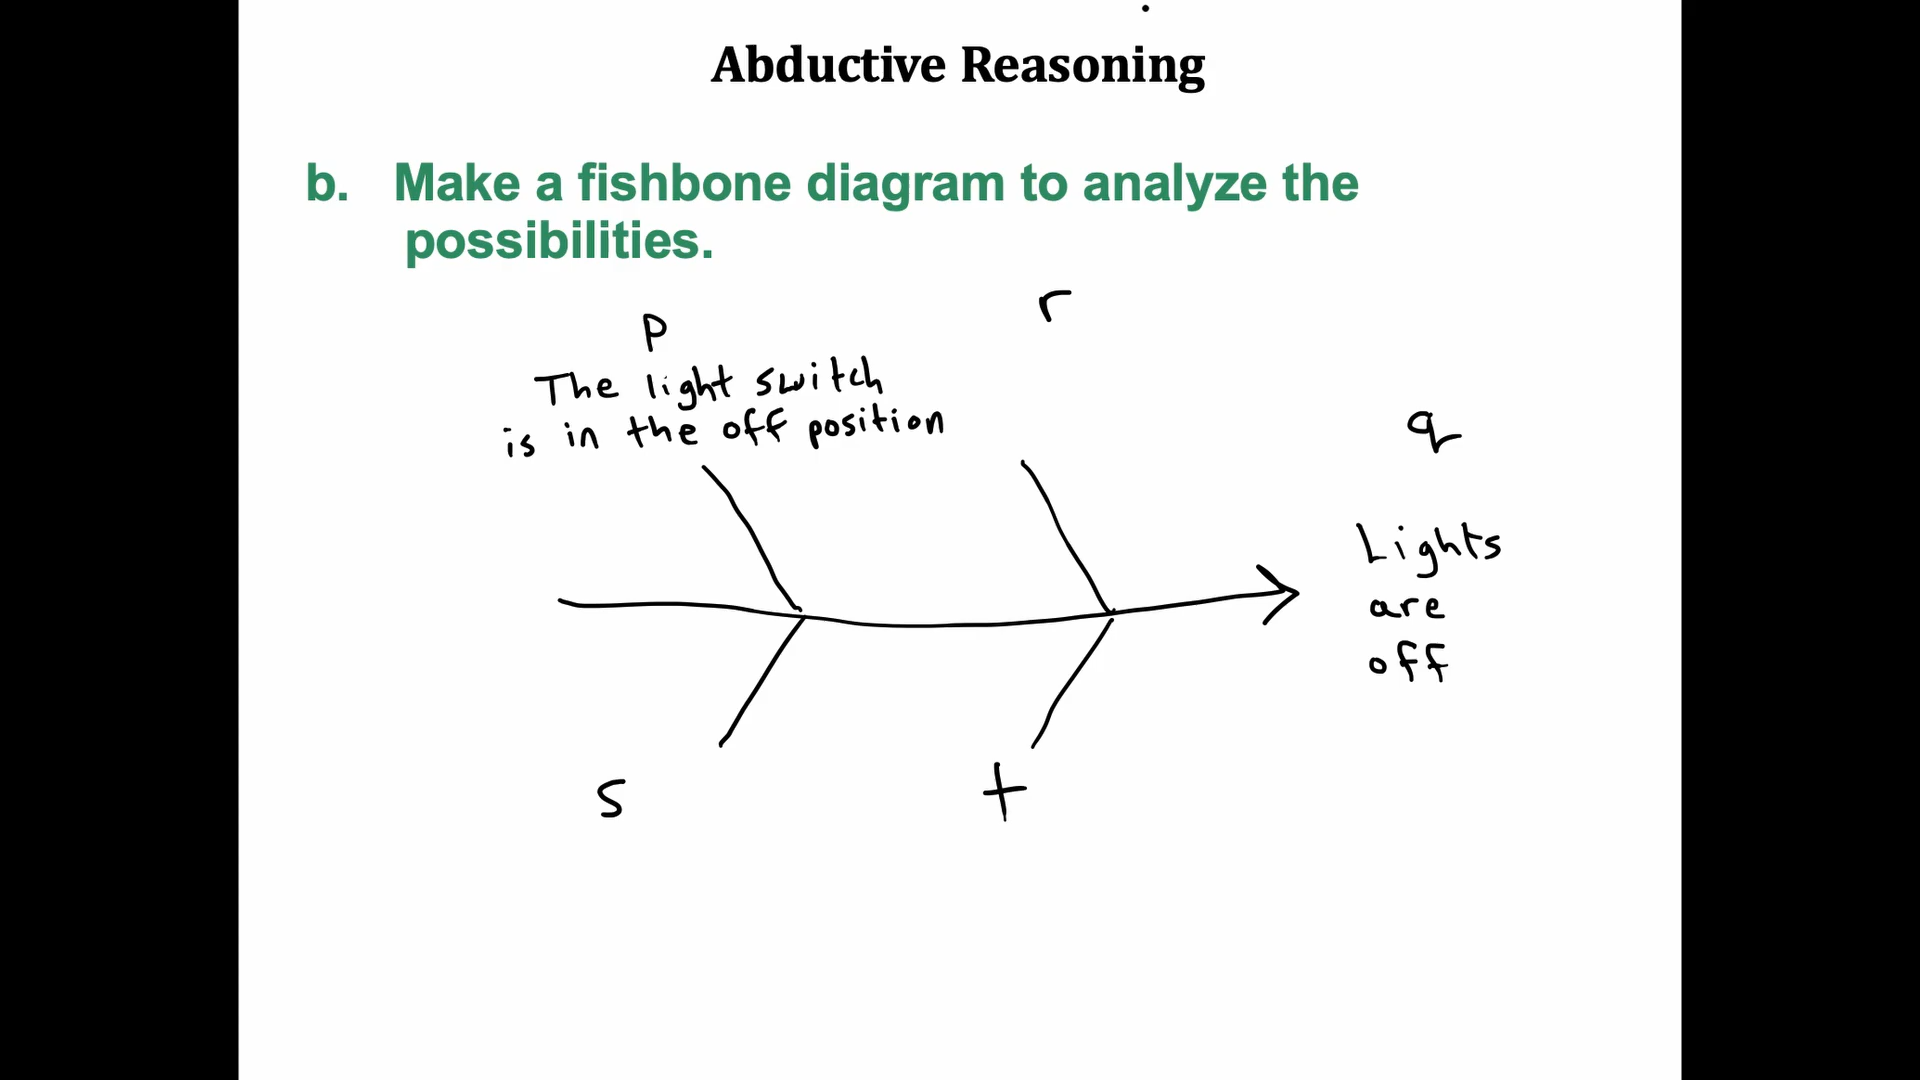 Abductive Reasoning
b. Make a fishbone diagram to analyze the
possibilities.
p
The light switch
is in the off position
r
q
Lights
are
off
s
t